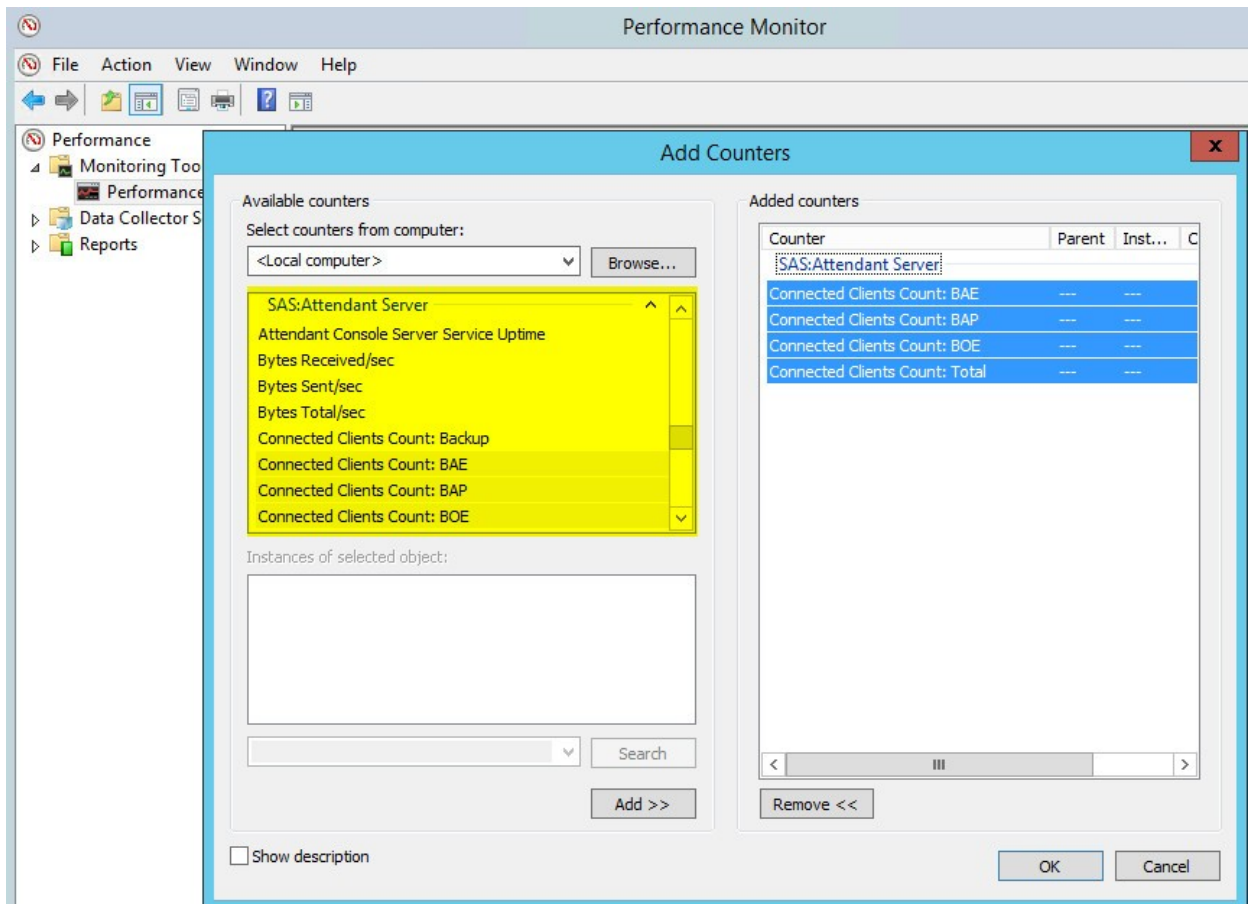 Performance Monitor
File Action View Window Help
Performance
Monitoring Too
Performance
Data Collector S
Reports
Add Counters
x
Available counters
Select counters from computer:
<Local computer>
Browse...
SAS:Attendant Server
Attendant Console Server Service Uptime
Bytes Received/sec
Bytes Sent/sec
Bytes Total/sec
Connected Clients Count: Backup
Connected Clients Count: BAE
Connected Clients Count: BAP
Connected Clients Count: BOE
Instances of selected object:
Search
Add >>
Show description
Added counters
Counter Parent Inst... C
SAS:Attendant Server
Connected Clients Count: BAE --- ---
Connected Clients Count: BAP --- ---
Connected Clients Count: BOE --- ---
Connected Clients Count: Total --- ---
Remove <<
OK Cancel